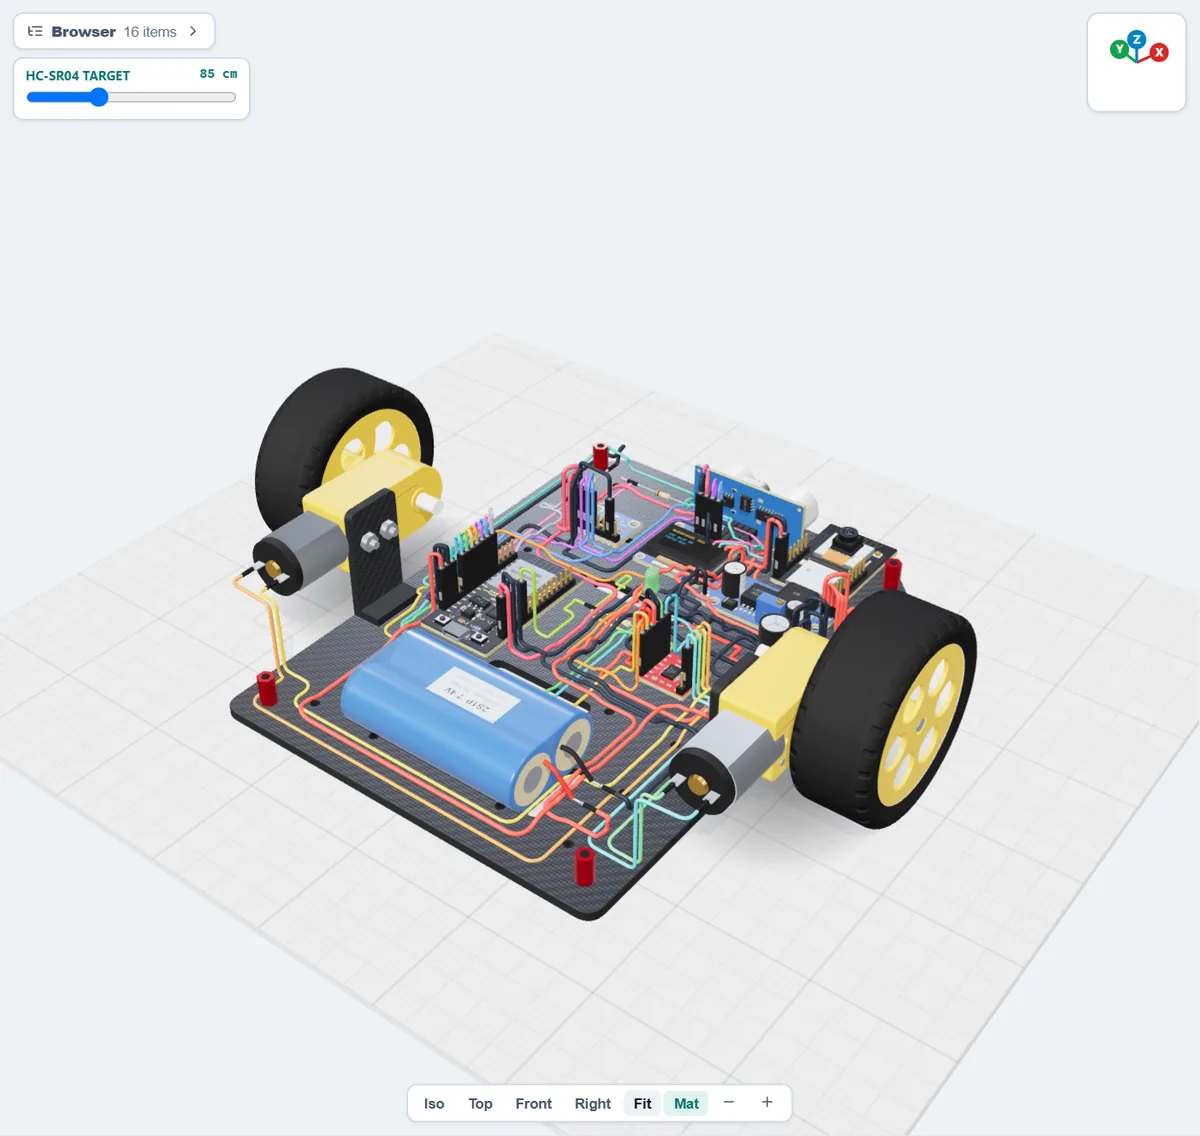 Browser 16 items
HC-SR04 TARGET 85 cm
Z
Y
X
2S1P 7.4V
Iso Top Front Right Fit Mat − +